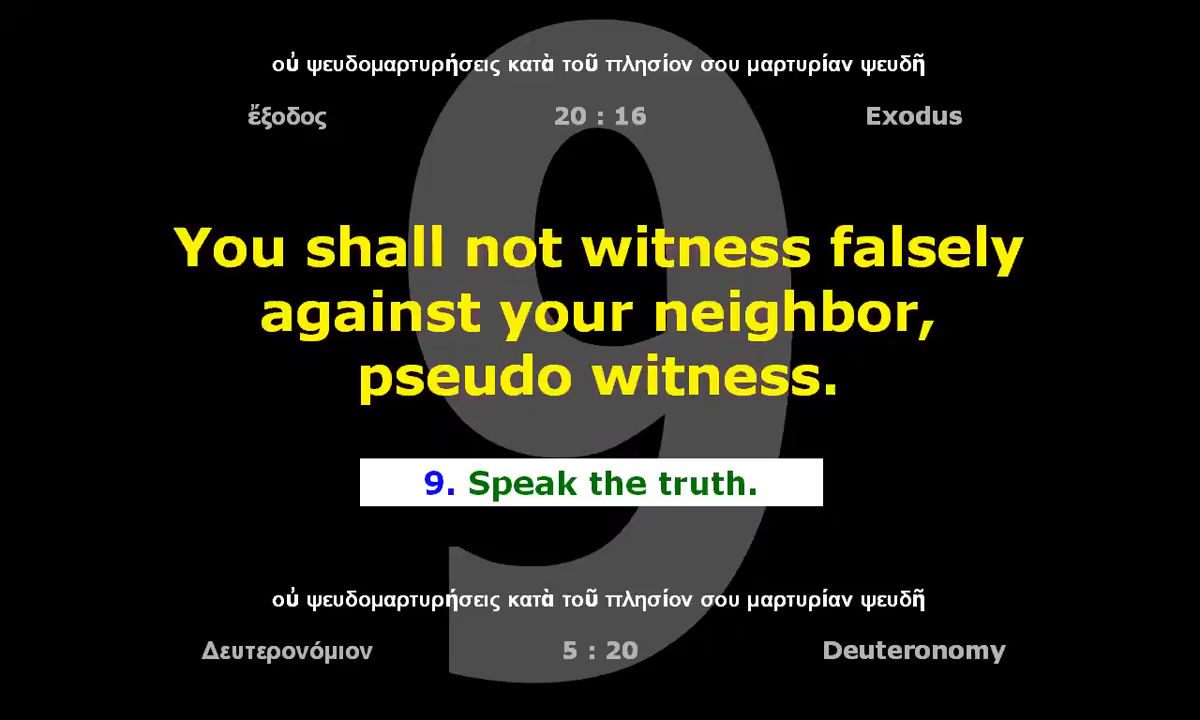 οὐ ψευδομαρτυρήσεις κατὰ τοῦ πλησίον σου μαρτυρίαν ψευδῆ
ἔξοδος 20 : 16 Exodus
9
You shall not witness falsely
against your neighbor,
pseudo witness.
9. Speak the truth.
οὐ ψευδομαρτυρήσεις κατὰ τοῦ πλησίον σου μαρτυρίαν ψευδῆ
Δευτερονόμιον 5 : 20 Deuteronomy